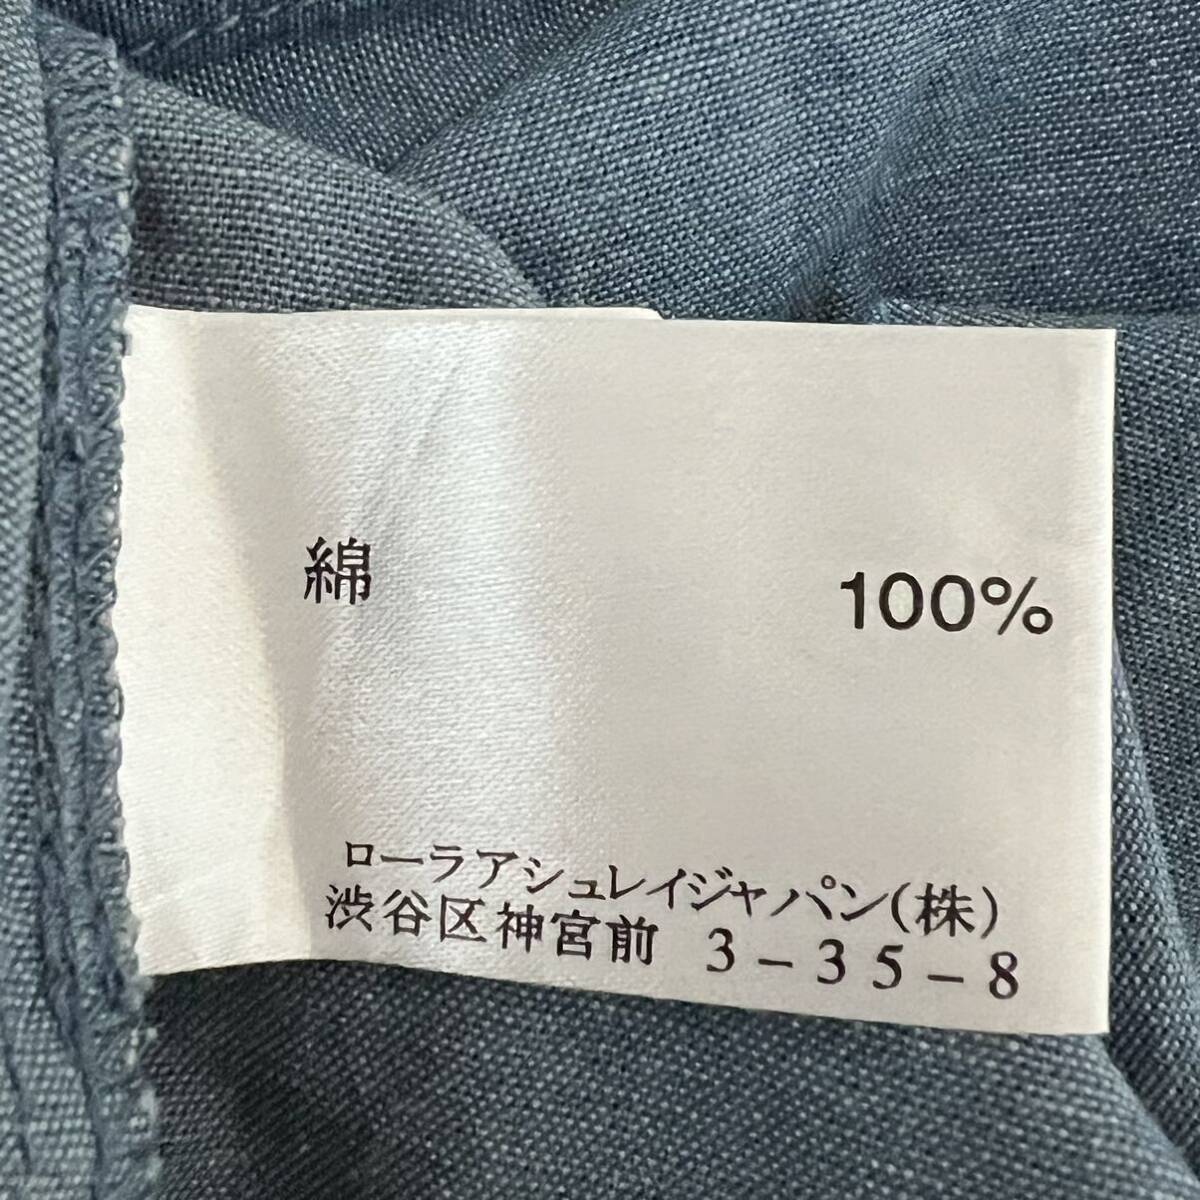 綿 100%
ローラアシュレイジャパン(株)
渋谷区神宮前 3-35-8